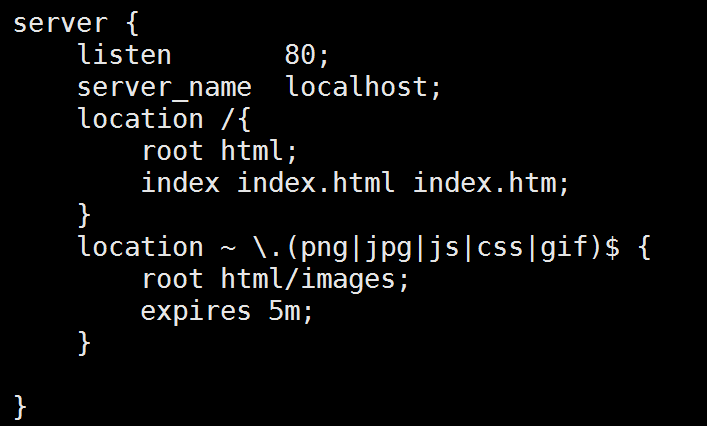 server {
    listen       80;
    server_name  localhost;
    location /{
        root html;
        index index.html index.htm;
    }
    location ~ \.(png|jpg|js|css|gif)$ {
        root html/images;
        expires 5m;
    }

}